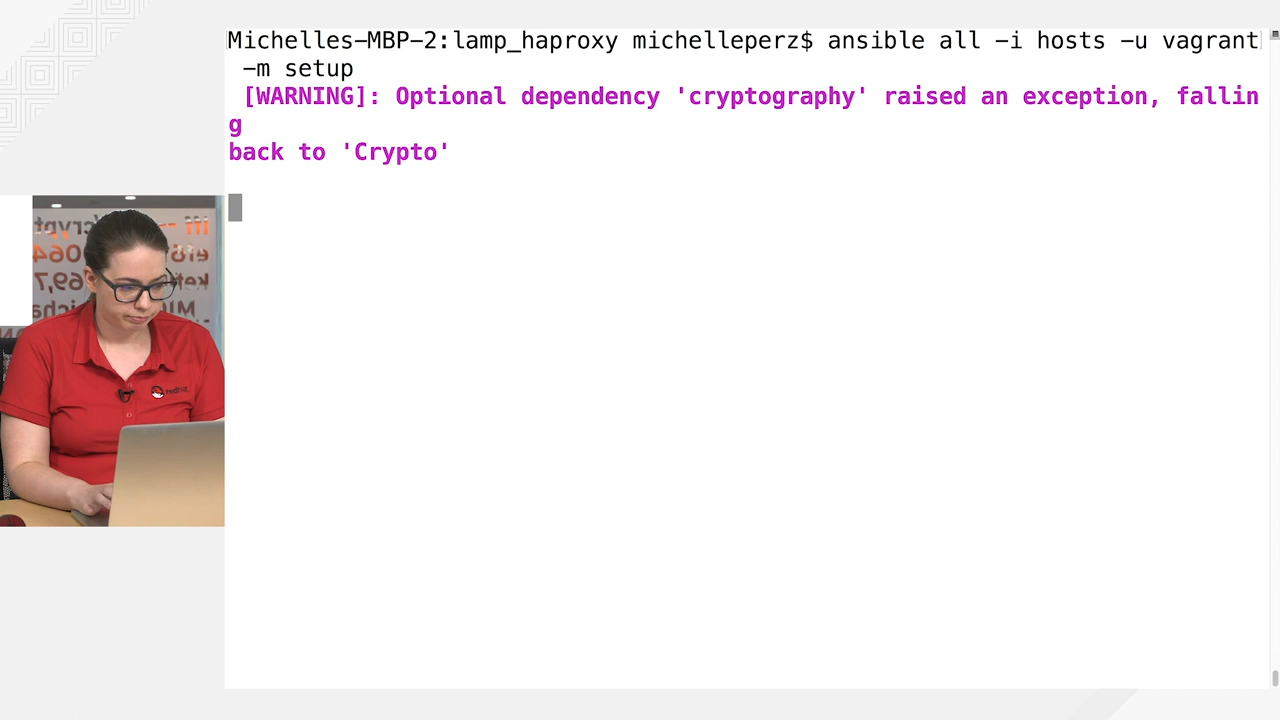 Michelles-MBP-2:lamp_haproxy michelleperz$ ansible all -i hosts -u vagrant
-m setup
[WARNING]: Optional dependency 'cryptography' raised an exception, fallin
g
back to 'Crypto'
redhat